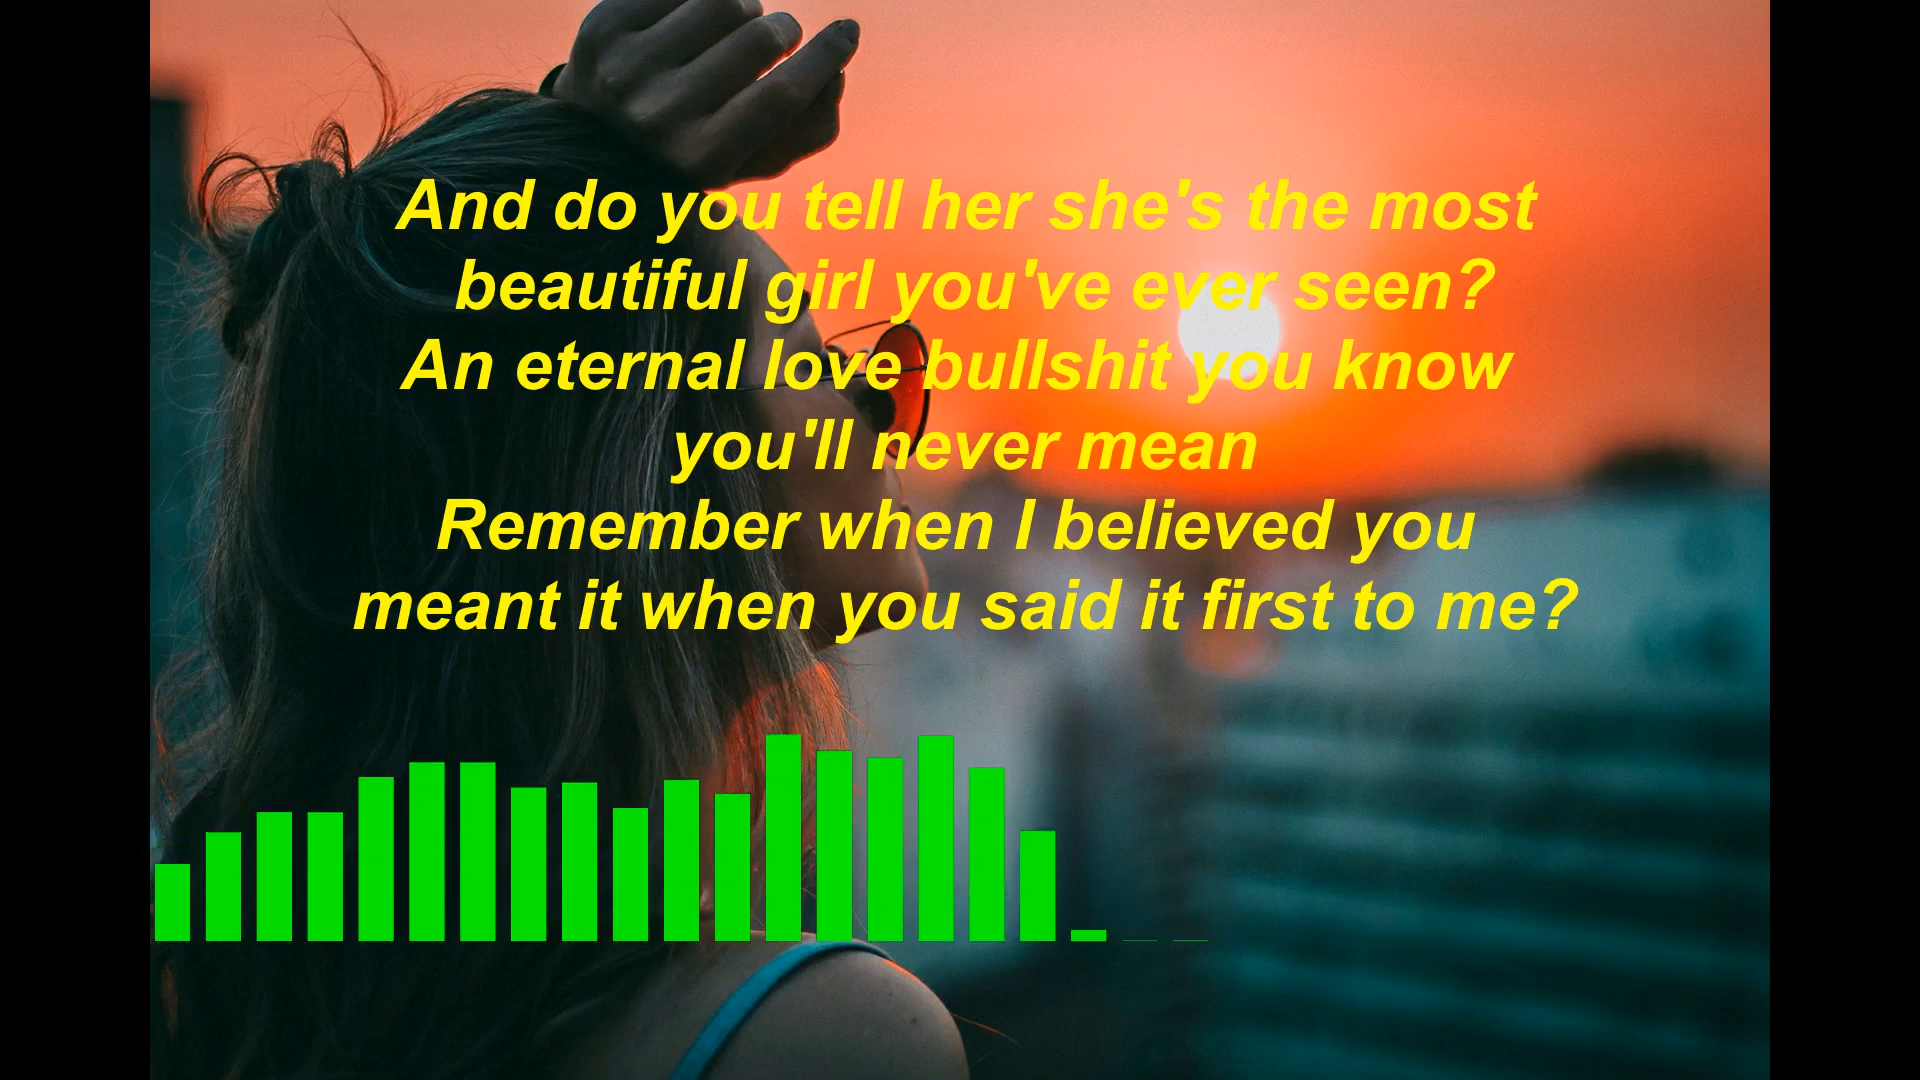 And do you tell her she's the most
beautiful girl you've ever seen?
An eternal love bullshit you know
you'll never mean
Remember when I believed you
meant it when you said it first to me?